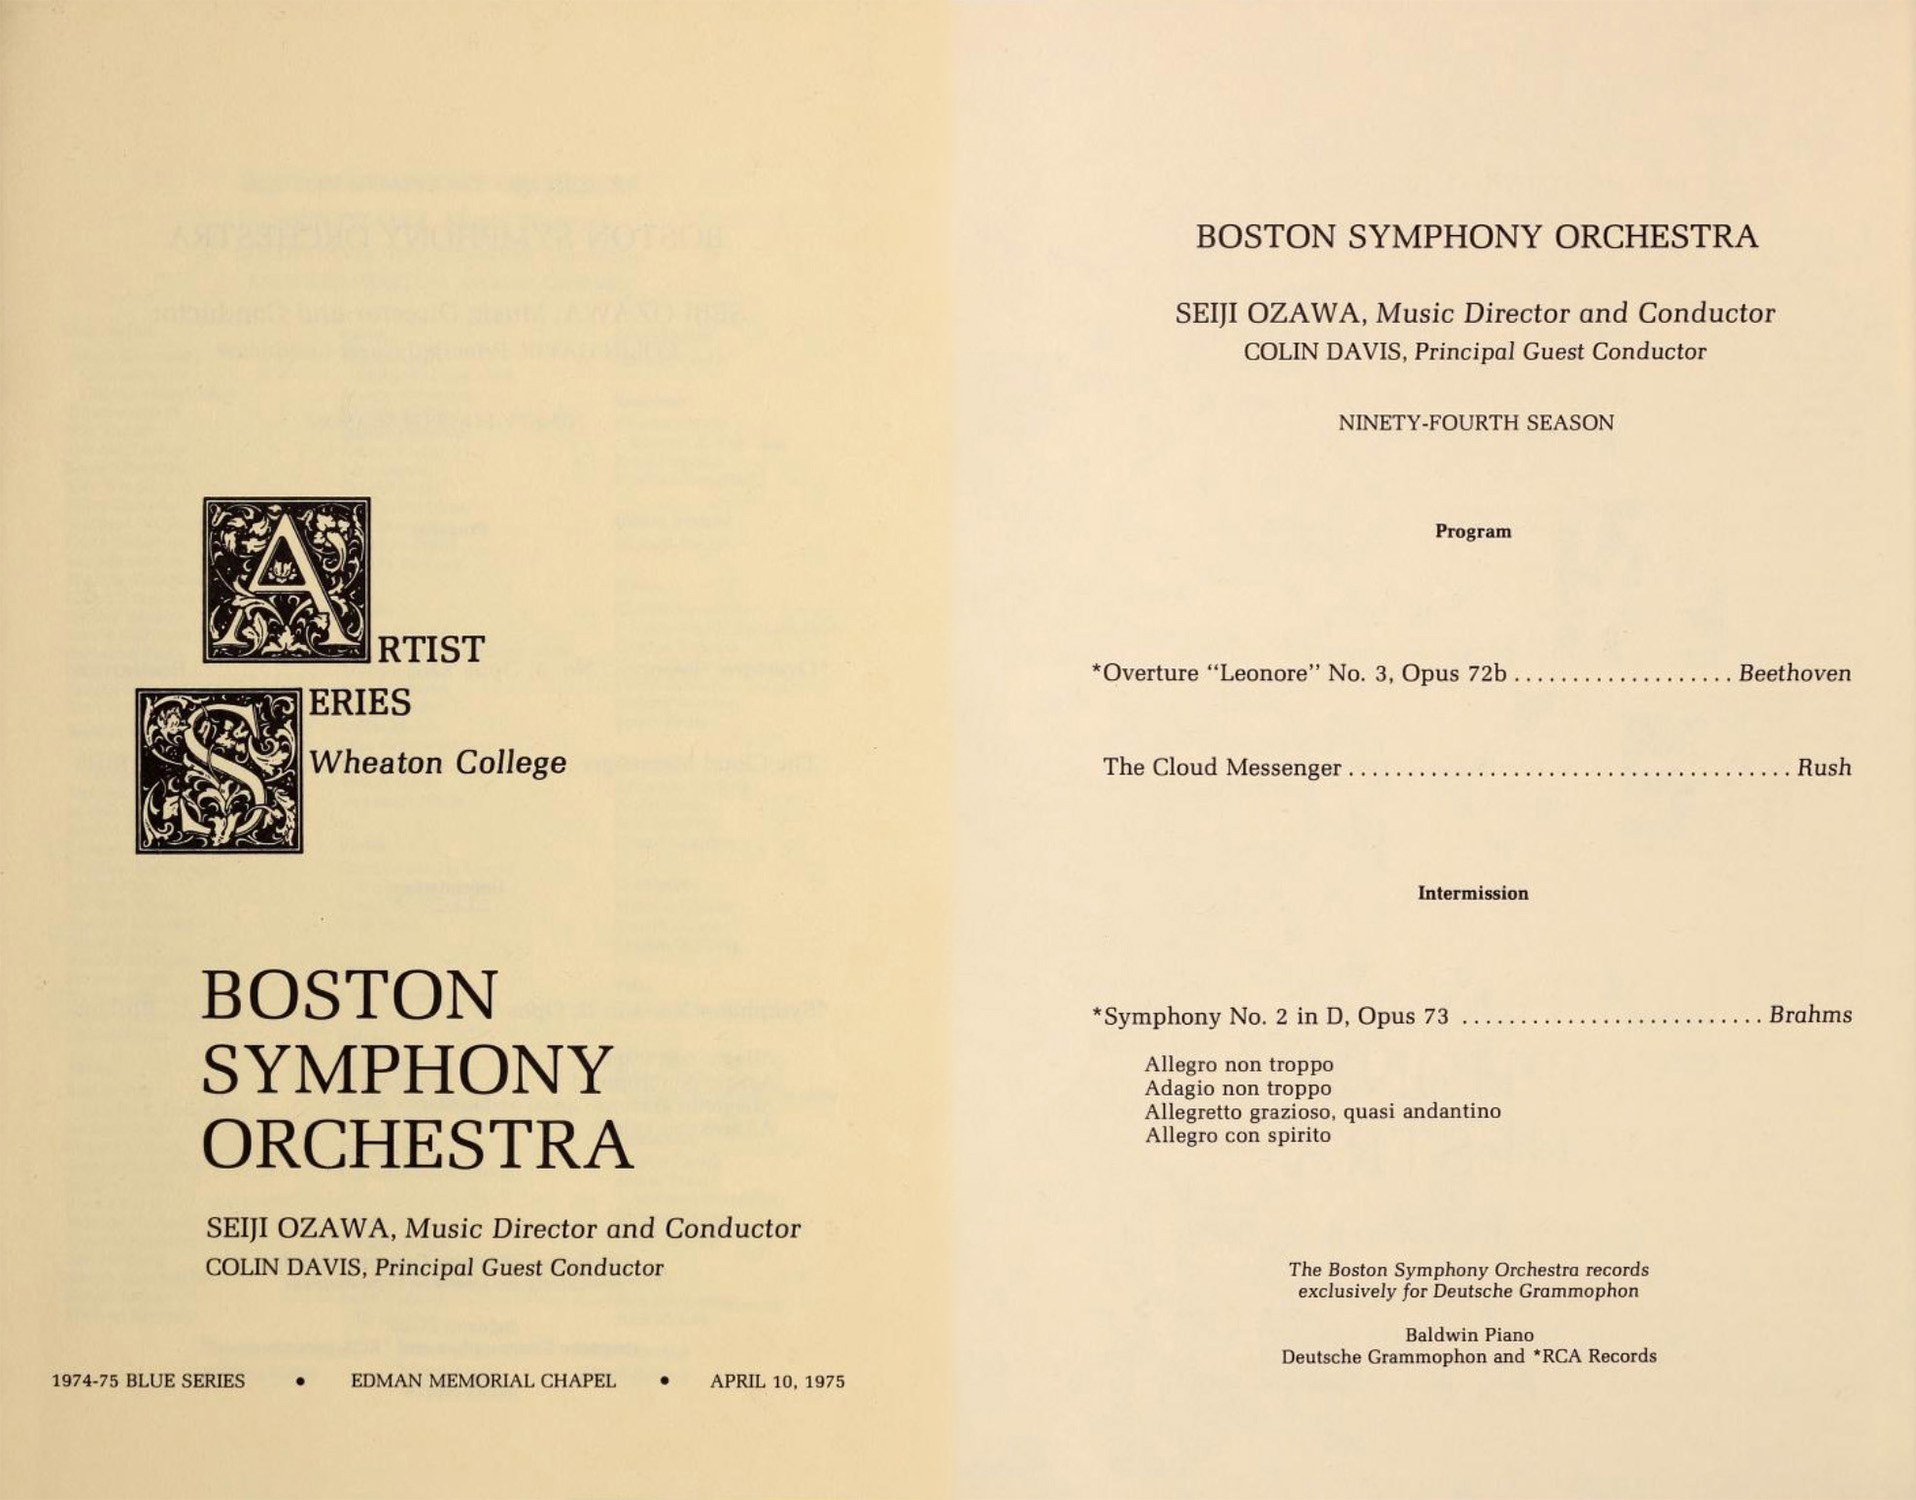 ARTIST
SERIES
Wheaton College
BOSTON
SYMPHONY
ORCHESTRA
SEIJI OZAWA, Music Director and Conductor
COLIN DAVIS, Principal Guest Conductor
1974-75 BLUE SERIES • EDMAN MEMORIAL CHAPEL • APRIL 10, 1975
BOSTON SYMPHONY ORCHESTRA
SEIJI OZAWA, Music Director and Conductor
COLIN DAVIS, Principal Guest Conductor
NINETY-FOURTH SEASON
Program
*Overture “Leonore” No. 3, Opus 72b ................... Beethoven
The Cloud Messenger ...................................... Rush
Intermission
*Symphony No. 2 in D, Opus 73 .......................... Brahms
Allegro non troppo
Adagio non troppo
Allegretto grazioso, quasi andantino
Allegro con spirito
The Boston Symphony Orchestra records
exclusively for Deutsche Grammophon
Baldwin Piano
Deutsche Grammophon and *RCA Records